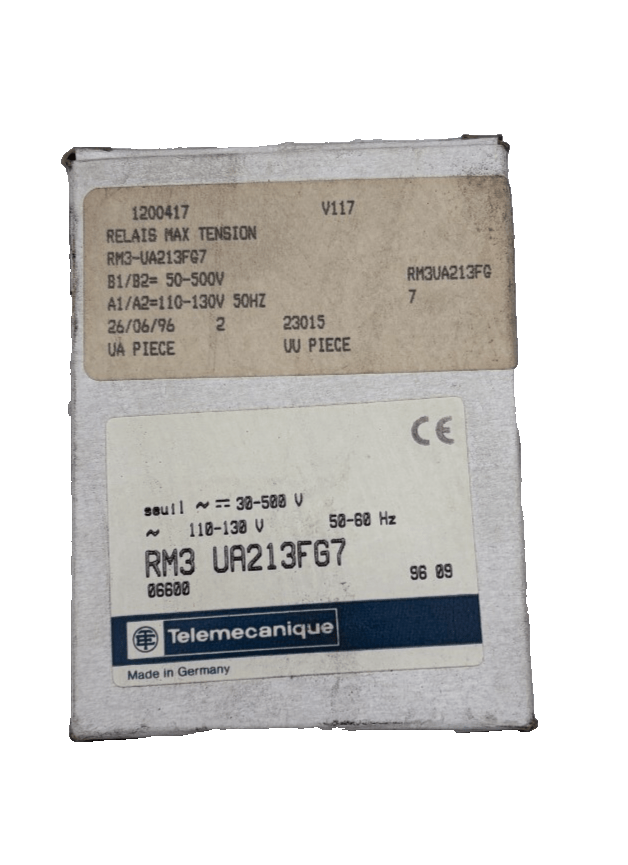 1200417 V117
RELAIS MAX TENSION
RM3-UA213FG7
B1/B2= 50-500V RM3UA213FG
A1/A2=110-130V 50HZ 7
26/06/96 2 23015
UA PIECE UV PIECE
CE
seuil ~ ⎓ 30-500 V
~ 110-130 V 50-60 Hz
RM3 UA213FG7
06600 96 09
Telemecanique
Made in Germany